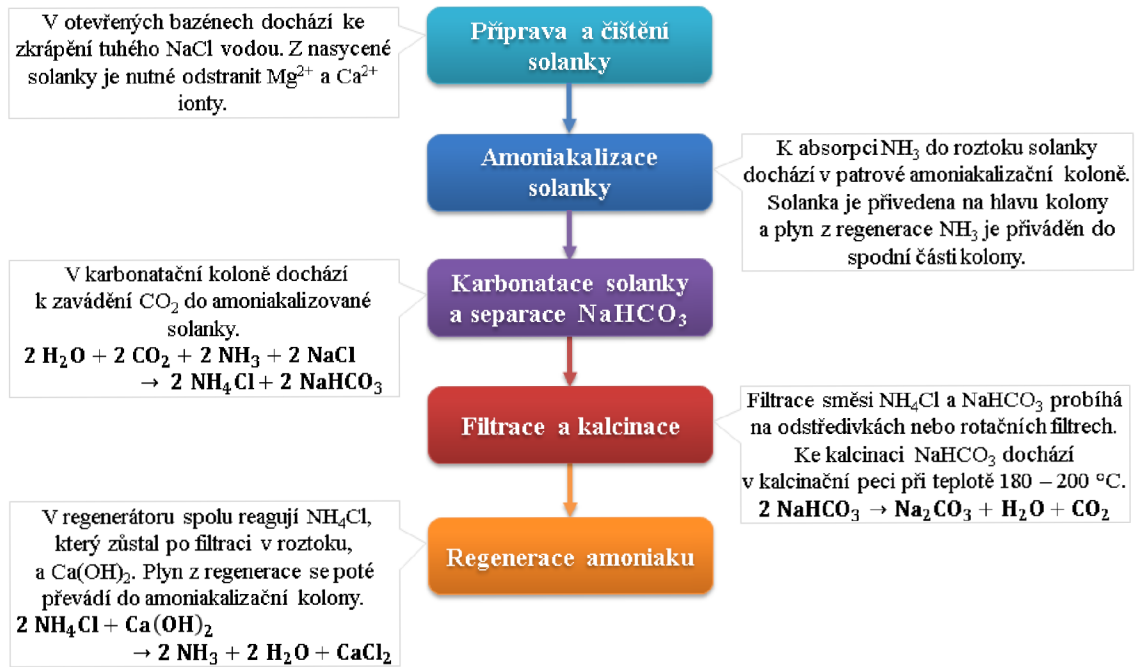 V otevřených bazénech dochází ke
zkrápění tuhého NaCl vodou. Z nasycené
solanky je nutné odstranit Mg²⁺ a Ca²⁺
ionty.
Příprava a čištění
solanky
Amoniakalizace
solanky
K absorpci NH₃ do roztoku solanky
dochází v patrové amoniakalizační koloně.
Solanka je přivedena na hlavu kolony
a plyn z regenerace NH₃ je přiváděn do
spodní části kolony.
V karbonatační koloně dochází
k zavádění CO₂ do amoniakalizované
solanky.
2 H₂O + 2 CO₂ + 2 NH₃ + 2 NaCl
→ 2 NH₄Cl + 2 NaHCO₃
Karbonatace solanky
a separace NaHCO₃
Filtrace a kalcinace
Filtrace směsi NH₄Cl a NaHCO₃ probíhá
na odstředivkách nebo rotačních filtrech.
Ke kalcinaci NaHCO₃ dochází
v kalcinační peci při teplotě 180 – 200 °C.
2 NaHCO₃ → Na₂CO₃ + H₂O + CO₂
V regenerátoru spolu reagují NH₄Cl,
který zůstal po filtraci v roztoku,
a Ca(OH)₂. Plyn z regenerace se poté
převádí do amoniakalizační kolony.
2 NH₄Cl + Ca(OH)₂
→ 2 NH₃ + 2 H₂O + CaCl₂
Regenerace amoniaku